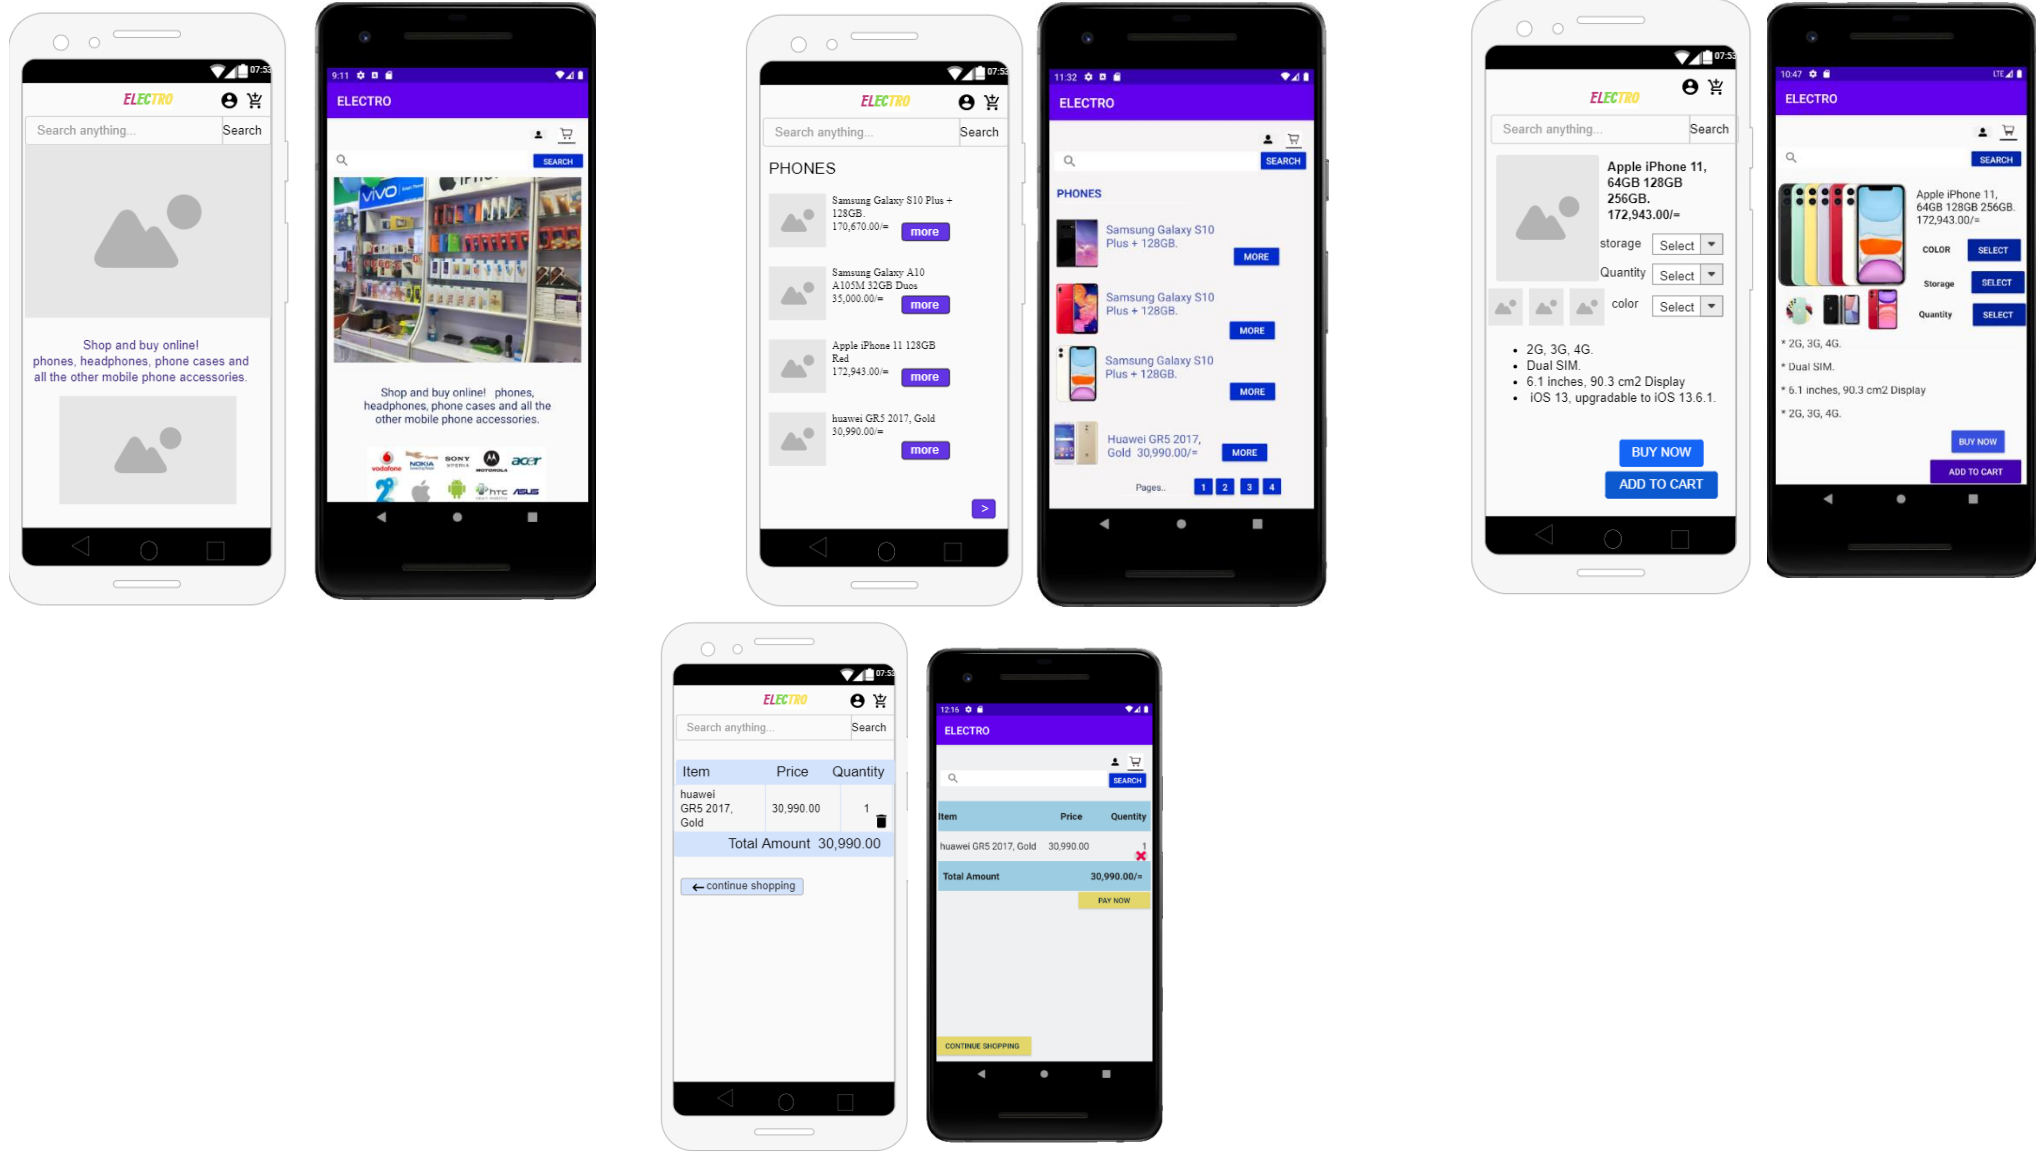 07:53
ELECTRO
Search anything...
Search
Shop and buy online!
phones, headphones, phone cases and
all the other mobile phone accessories.
9:11
ELECTRO
SEARCH
vivo
Shop and buy online! phones,
headphones, phone cases and all the
other mobile phone accessories.
vodafone
NOKIA
SONY
XPERIA
MOTOROLA
acer
htc
ASUS
07:53
ELECTRO
Search anything...
Search
PHONES
Samsung Galaxy S10 Plus +
128GB.
170,670.00/=
more
Samsung Galaxy A10
A105M 32GB Duos
35,000.00/=
more
Apple iPhone 11 128GB
Red
172,943.00/=
more
huawei GR5 2017, Gold
30,990.00/=
more
>
11:32
ELECTRO
SEARCH
PHONES
Samsung Galaxy S10
Plus + 128GB.
MORE
Samsung Galaxy S10
Plus + 128GB.
MORE
Samsung Galaxy S10
Plus + 128GB.
MORE
Huawei GR5 2017,
Gold 30,990.00/=
MORE
Pages.. 1 2 3 4
07:53
ELECTRO
Search anything...
Search
Apple iPhone 11,
64GB 128GB
256GB.
172,943.00/=
storage Select
Quantity Select
color Select
• 2G, 3G, 4G.
• Dual SIM.
• 6.1 inches, 90.3 cm2 Display
• iOS 13, upgradable to iOS 13.6.1.
BUY NOW
ADD TO CART
10:47 LTE
ELECTRO
SEARCH
Apple iPhone 11,
64GB 128GB 256GB.
172,943.00/=
COLOR SELECT
Storage SELECT
Quantity SELECT
* 2G, 3G, 4G.
* Dual SIM.
* 6.1 inches, 90.3 cm2 Display
* 2G, 3G, 4G.
BUY NOW
ADD TO CART
07:53
ELECTRO
Search anything...
Search
Item Price Quantity
huawei
GR5 2017,
Gold
30,990.00
1
Total Amount 30,990.00
← continue shopping
12:16
ELECTRO
SEARCH
Item Price Quentity
huawei GR5 2017, Gold 30,990.00 1
Total Amount 30,990.00/=
PAY NOW
CONTINUE SHOPPING